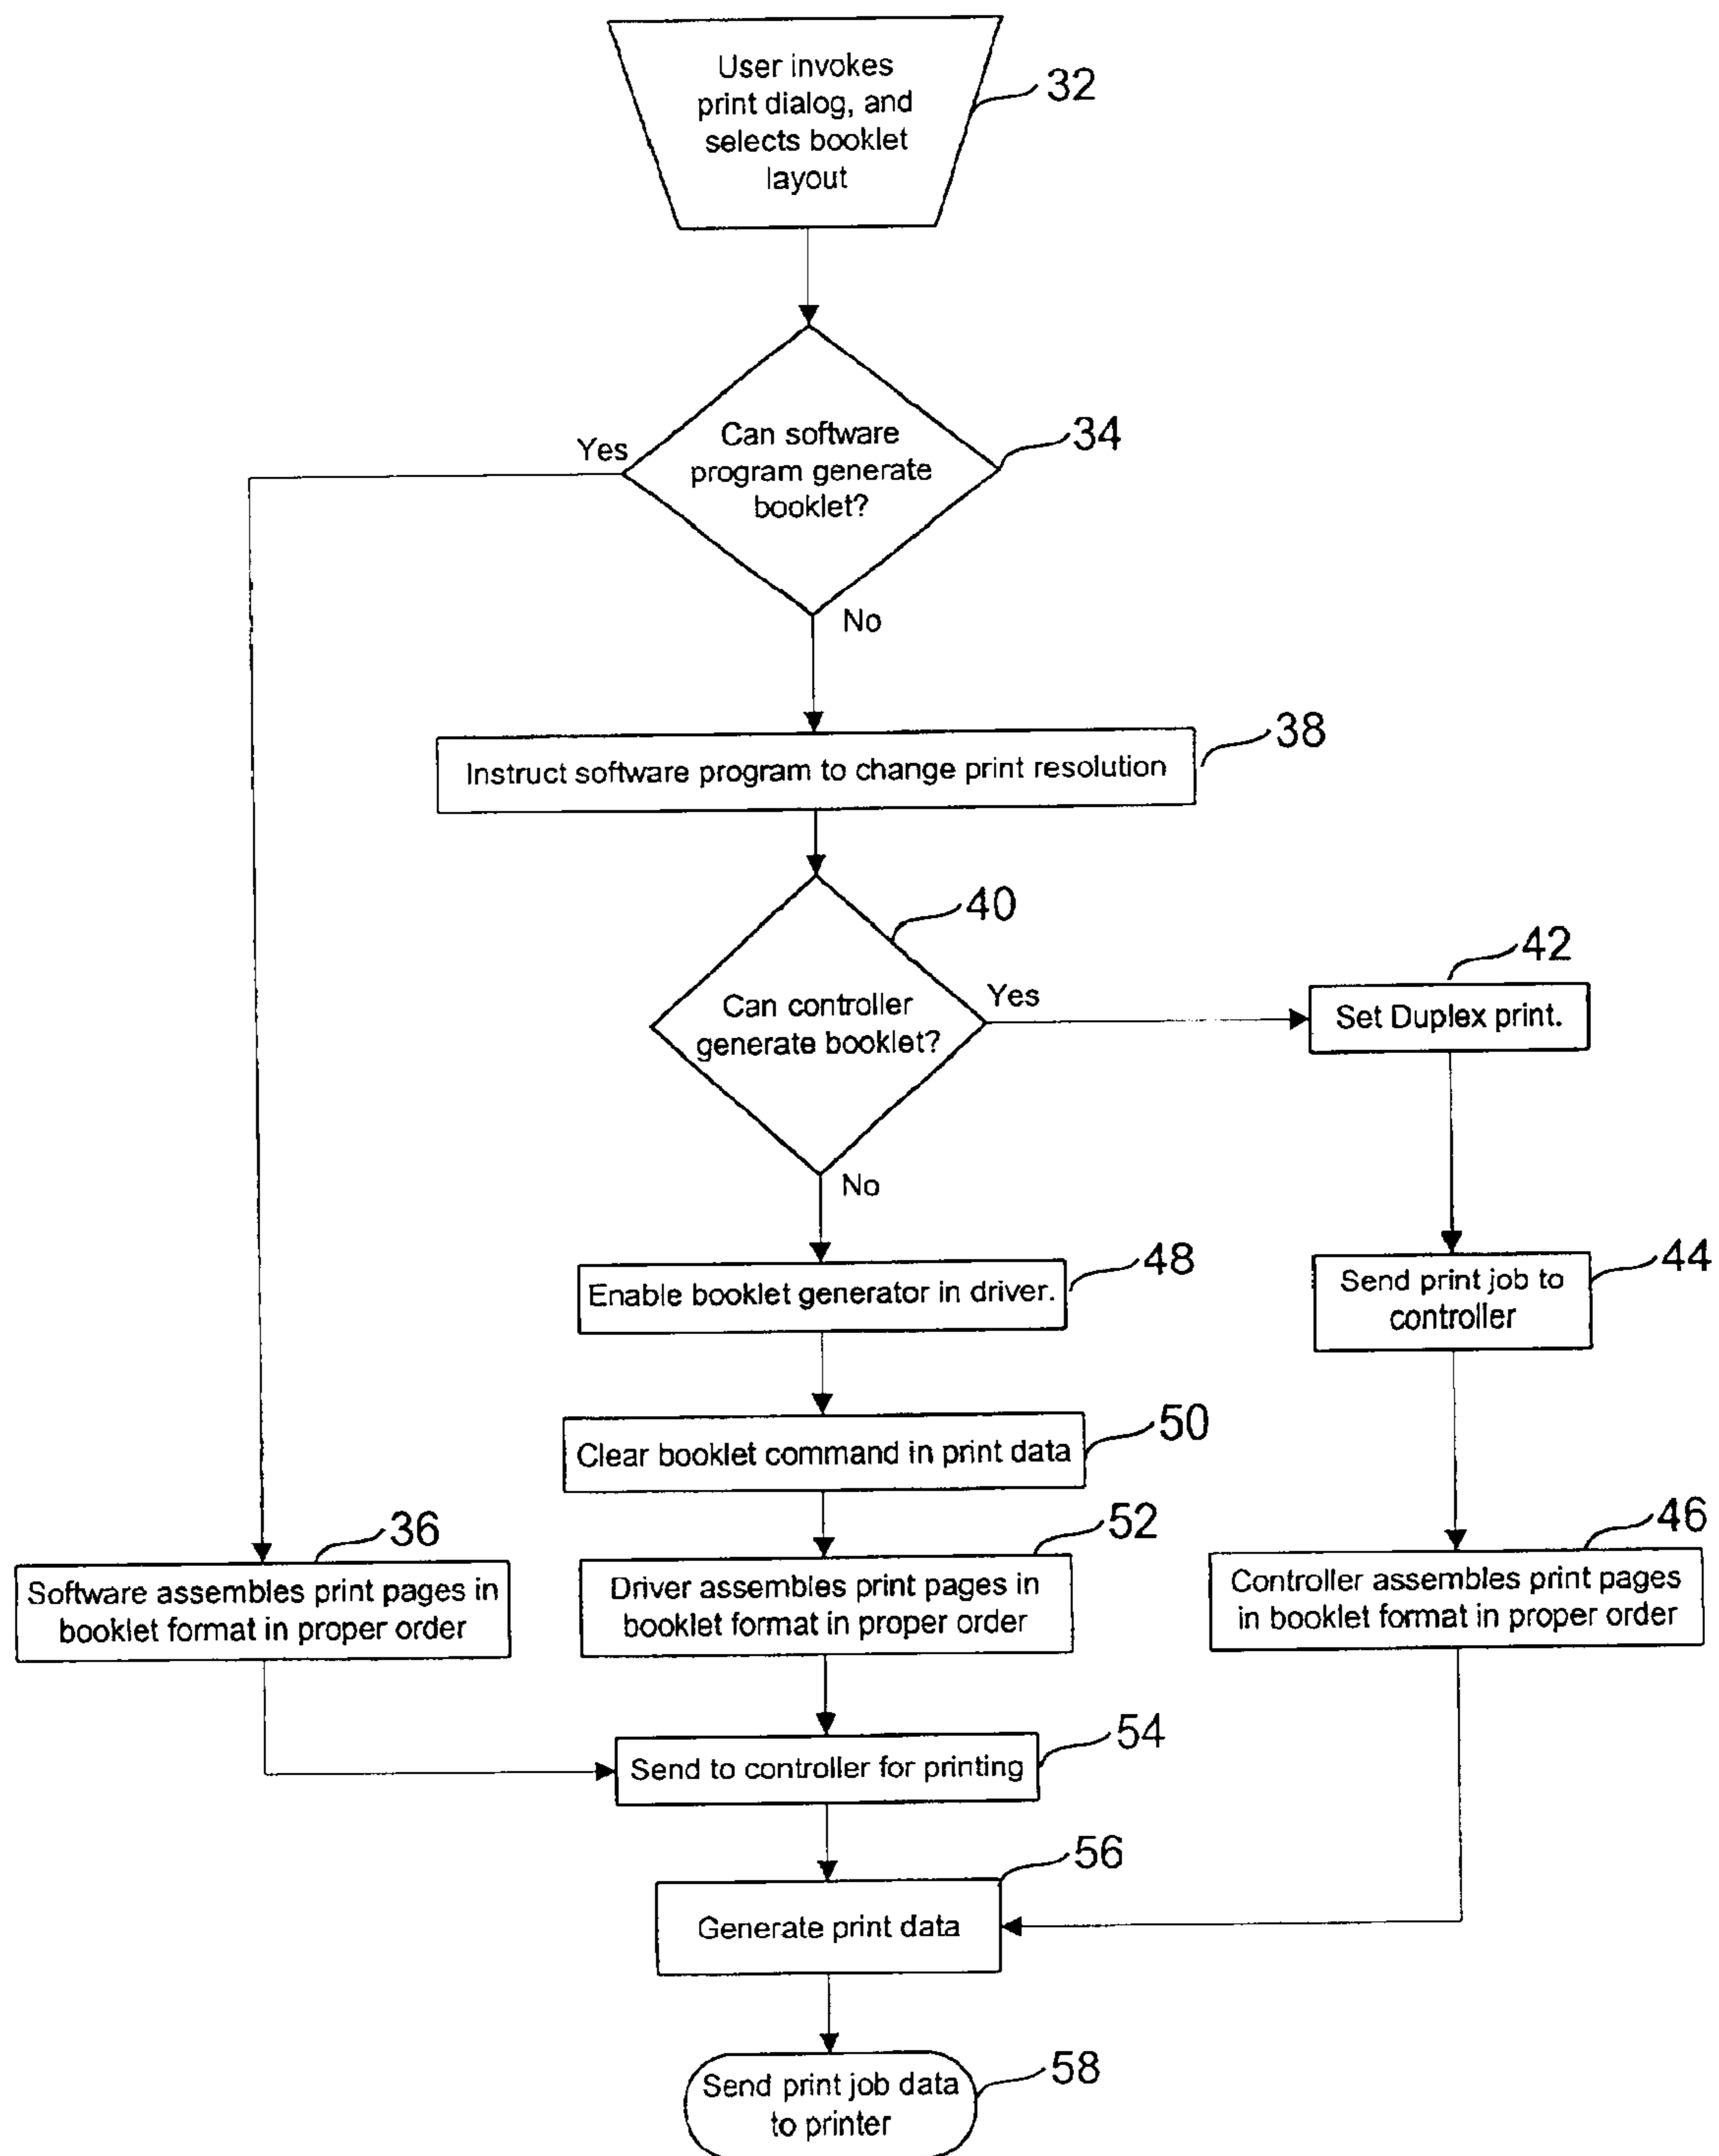 User invokes
print dialog, and
selects booklet
layout
32
Can software
program generate
booklet?
34
Yes
No
Instruct software program to change print resolution
38
40
Can controller
generate booklet?
Yes
No
42
Set Duplex print.
Enable booklet generator in driver.
48
Send print job to
controller
44
Clear booklet command in print data
50
36
Software assembles print pages in
booklet format in proper order
52
Driver assembles print pages in
booklet format in proper order
46
Controller assembles print pages
in booklet format in proper order
Send to controller for printing
54
56
Generate print data
Send print job data
to printer
58